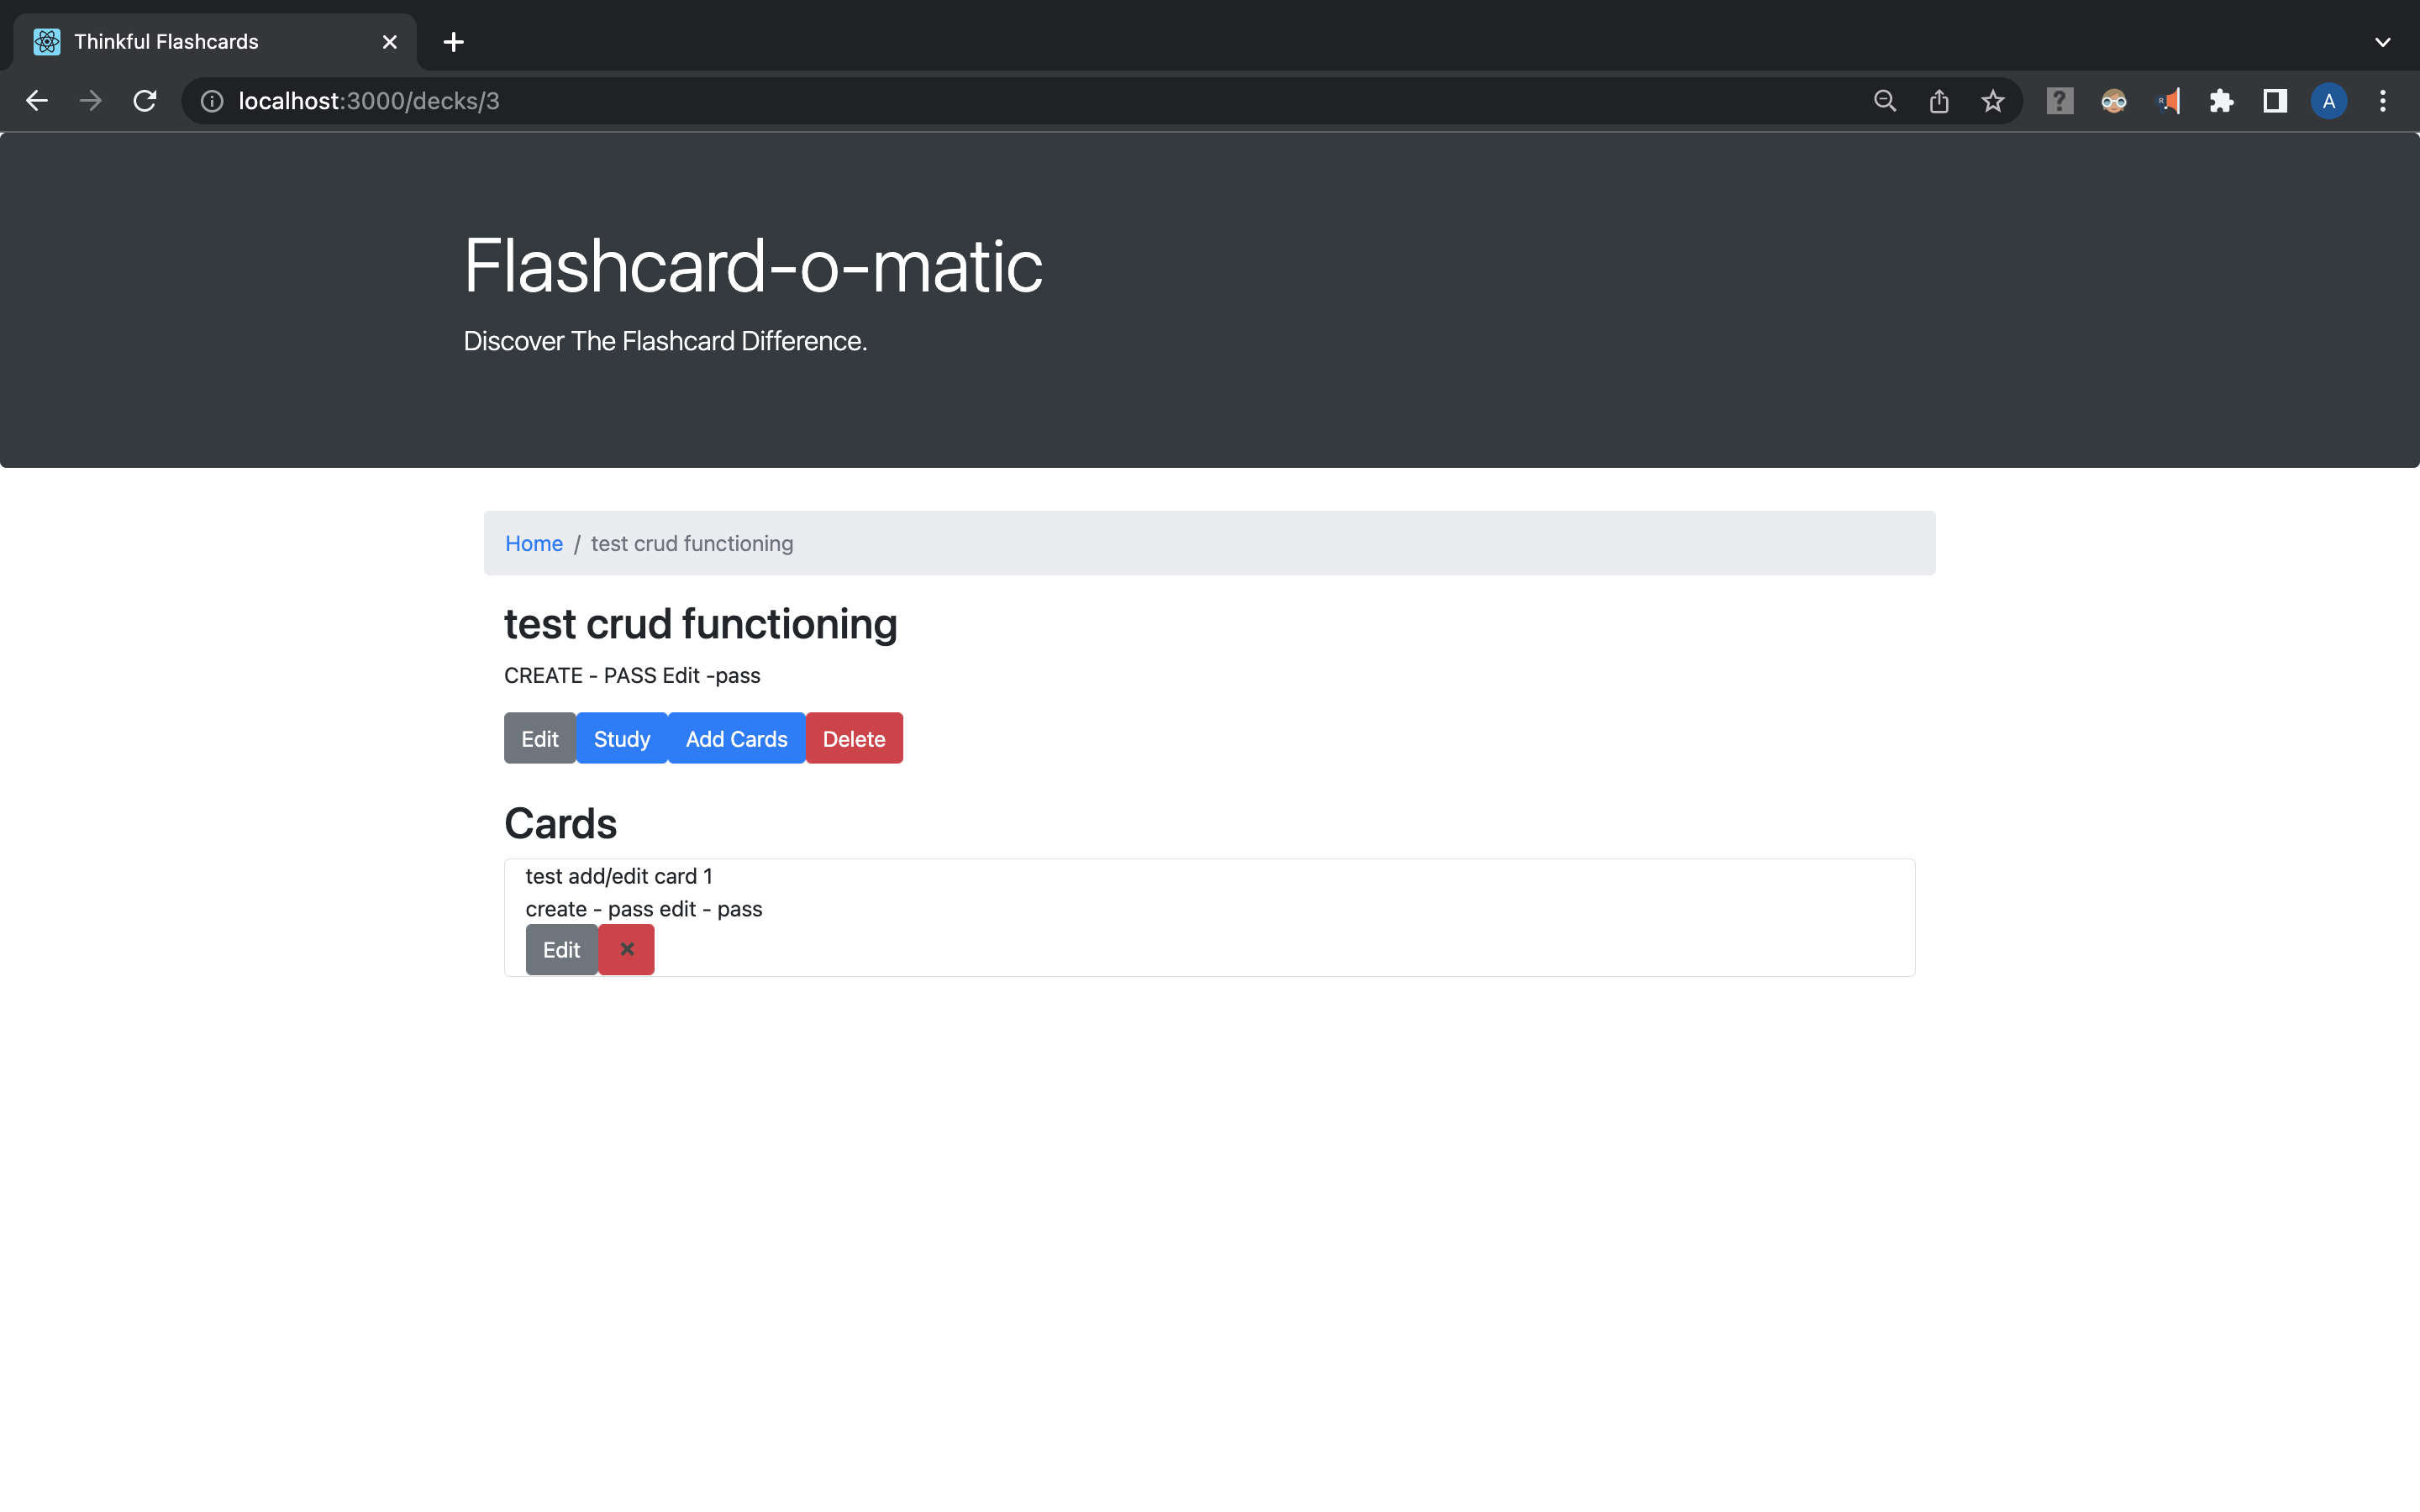 Thinkful Flashcards
localhost:3000/decks/3
A
Flashcard-o-matic
Discover The Flashcard Difference.
Home / test crud functioning
test crud functioning
CREATE - PASS Edit -pass
Edit Study Add Cards Delete
Cards
test add/edit card 1
create - pass edit - pass
Edit